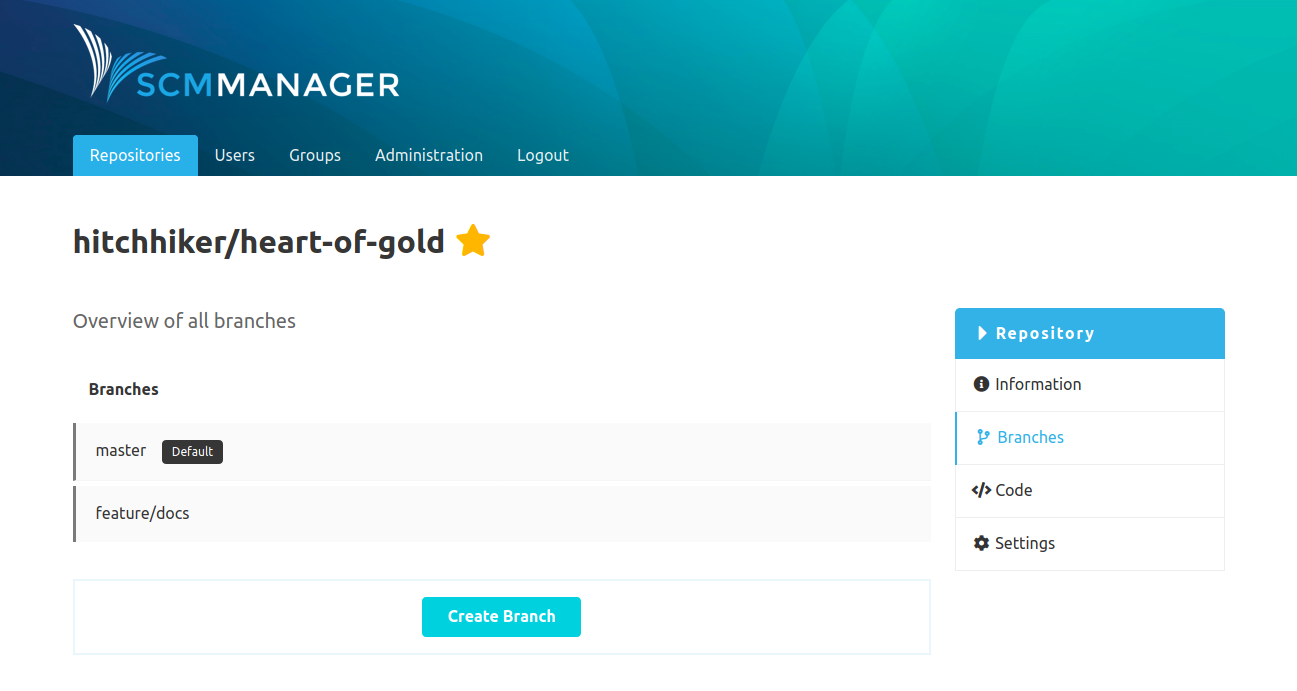 SCMMANAGER
Repositories Users Groups Administration Logout
hitchhiker/heart-of-gold
Overview of all branches
Branches
master Default
feature/docs
Create Branch
Repository
Information
Branches
Code
Settings